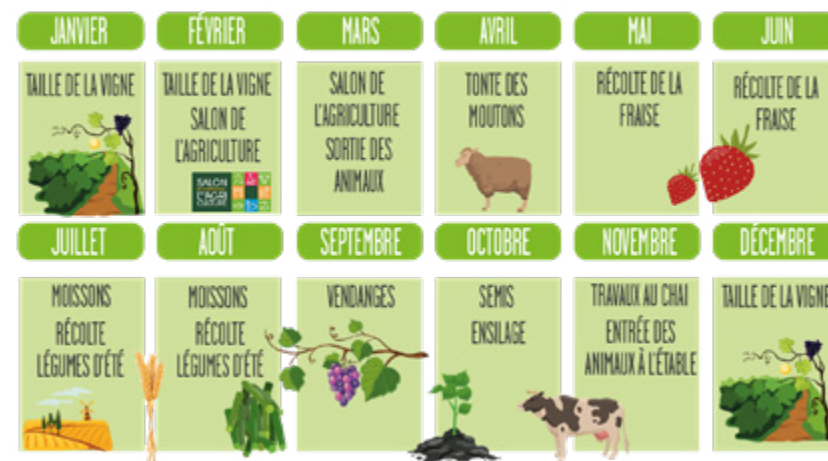 JANVIER
FÉVRIER
MARS
AVRIL
MAI
JUIN
TAILLE DE LA VIGNE
TAILLE DE LA VIGNE
SALON DE
L'AGRICULTURE
SALON
L'AGRI
CULTURE
SALON DE
L'AGRICULTURE
SORTIE DES
ANIMAUX
TONTE DES
MOUTONS
RÉCOLTE DE LA
FRAISE
RÉCOLTE DE LA
FRAISE
JUILLET
AOÛT
SEPTEMBRE
OCTOBRE
NOVEMBRE
DÉCEMBRE
MOISSONS
RÉCOLTE
LÉGUMES D'ÉTÉ
MOISSONS
RÉCOLTE
LÉGUMES D'ÉTÉ
VENDANGES
SEMIS
ENSILAGE
TRAVAUX AU CHAI
ENTRÉE DES
ANIMAUX À L'ÉTABLE
TAILLE DE LA VIGNE